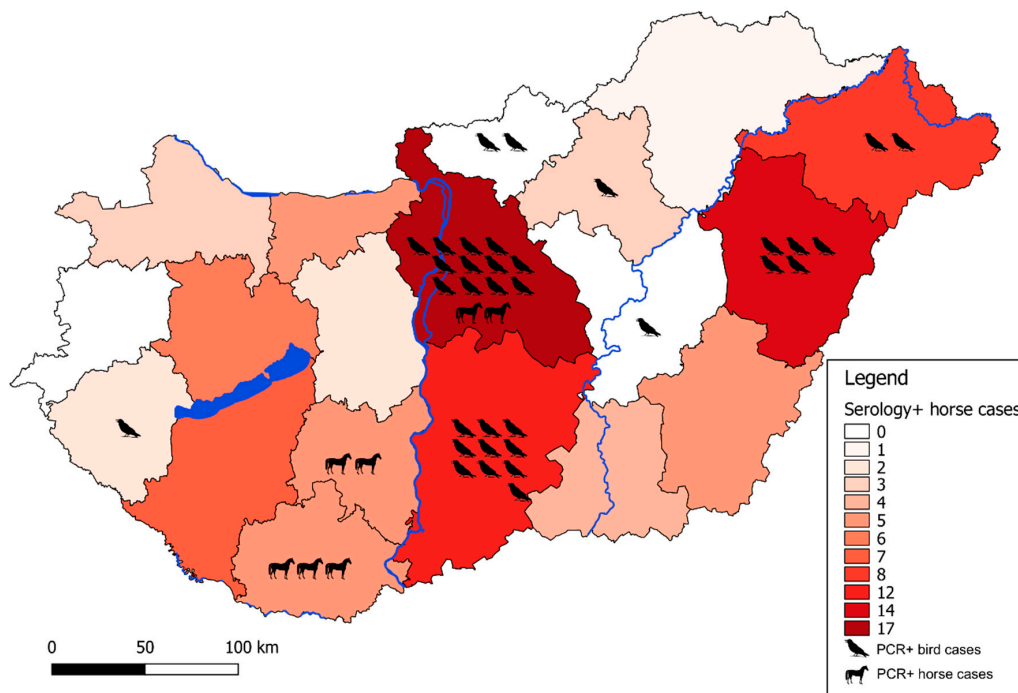 Legend
Serology+ horse cases
0
1
2
3
4
5
6
7
8
12
14
17
PCR+ bird cases
PCR+ horse cases
0 50 100 km